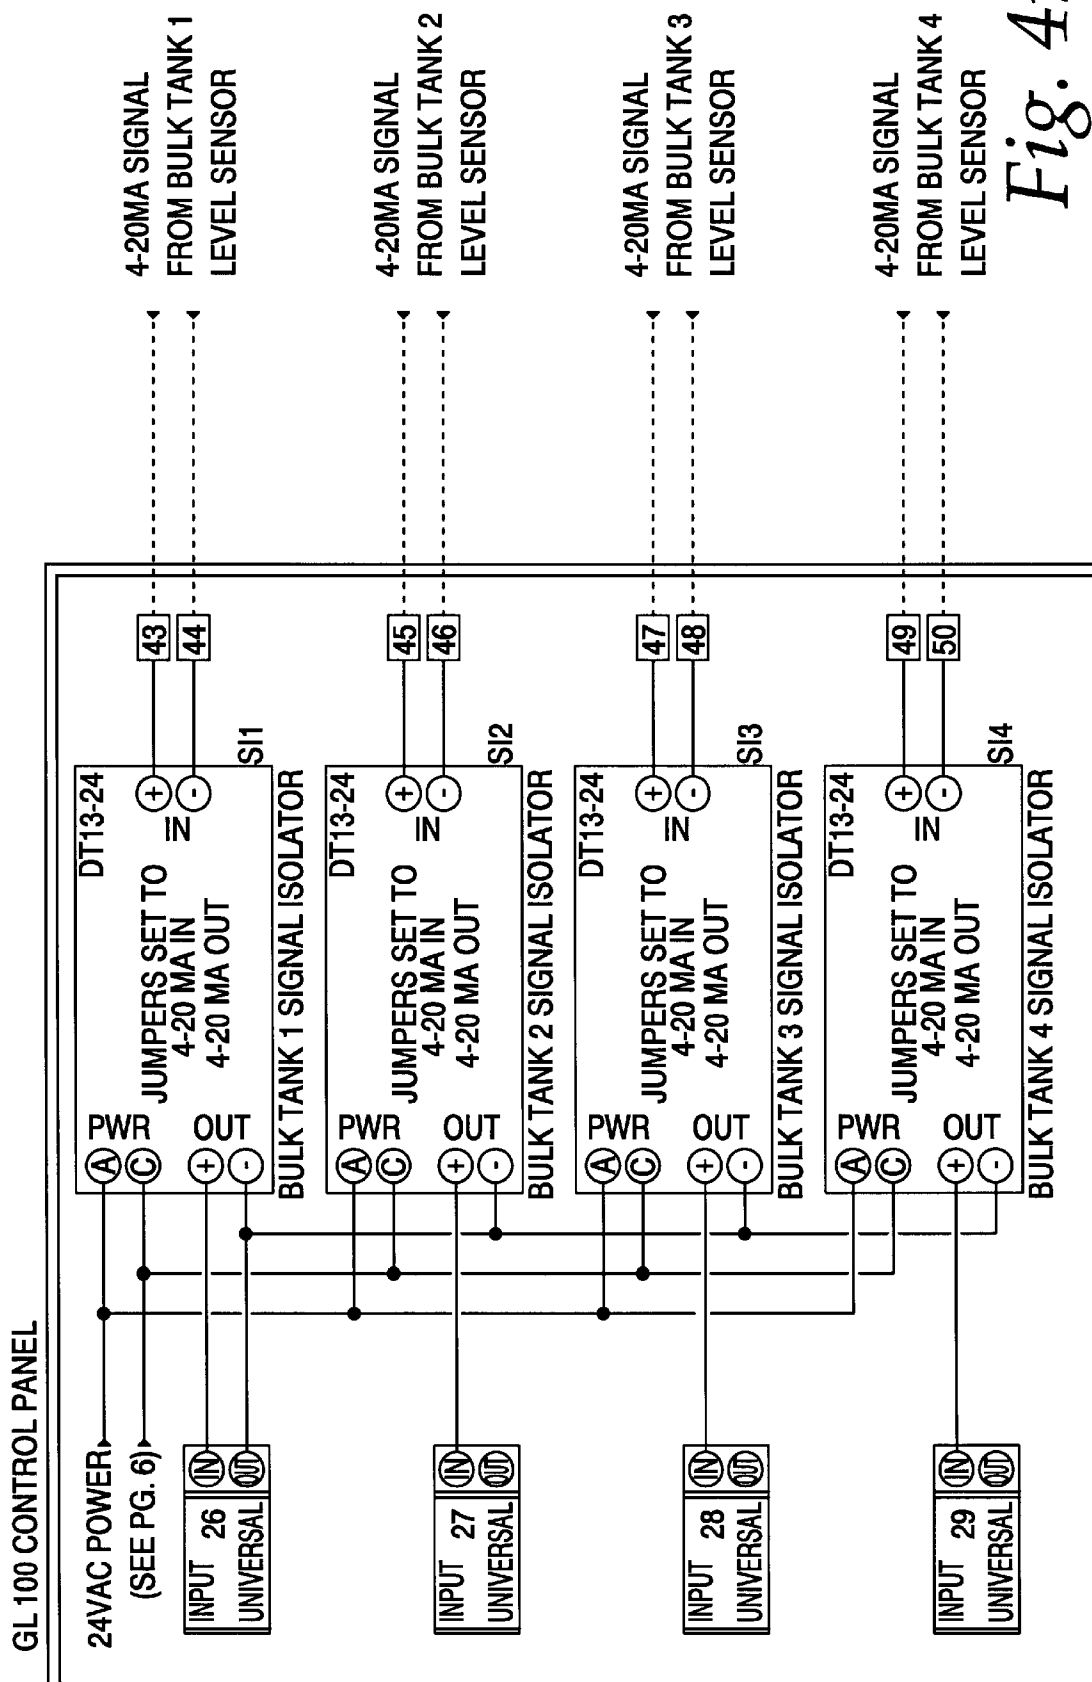 GL 100 CONTROL PANEL
24VAC POWER
(SEE PG. 6)
INPUT 26
UNIVERSAL
IN
OUT
PWR
A
C
OUT
+
-
JUMPERS SET TO
4-20 MA IN
4-20 MA OUT
DT13-24
+
-
IN
SI1
BULK TANK 1 SIGNAL ISOLATOR
43
44
4-20MA SIGNAL
FROM BULK TANK 1
LEVEL SENSOR
INPUT 27
UNIVERSAL
IN
OUT
PWR
A
C
OUT
+
-
JUMPERS SET TO
4-20 MA IN
4-20 MA OUT
DT13-24
+
-
IN
SI2
BULK TANK 2 SIGNAL ISOLATOR
45
46
4-20MA SIGNAL
FROM BULK TANK 2
LEVEL SENSOR
INPUT 28
UNIVERSAL
IN
OUT
PWR
A
C
OUT
+
-
JUMPERS SET TO
4-20 MA IN
4-20 MA OUT
DT13-24
+
-
IN
SI3
BULK TANK 3 SIGNAL ISOLATOR
47
48
4-20MA SIGNAL
FROM BULK TANK 3
LEVEL SENSOR
INPUT 29
UNIVERSAL
IN
OUT
PWR
A
C
OUT
+
-
JUMPERS SET TO
4-20 MA IN
4-20 MA OUT
DT13-24
+
-
IN
SI4
BULK TANK 4 SIGNAL ISOLATOR
49
50
4-20MA SIGNAL
FROM BULK TANK 4
LEVEL SENSOR
Fig.